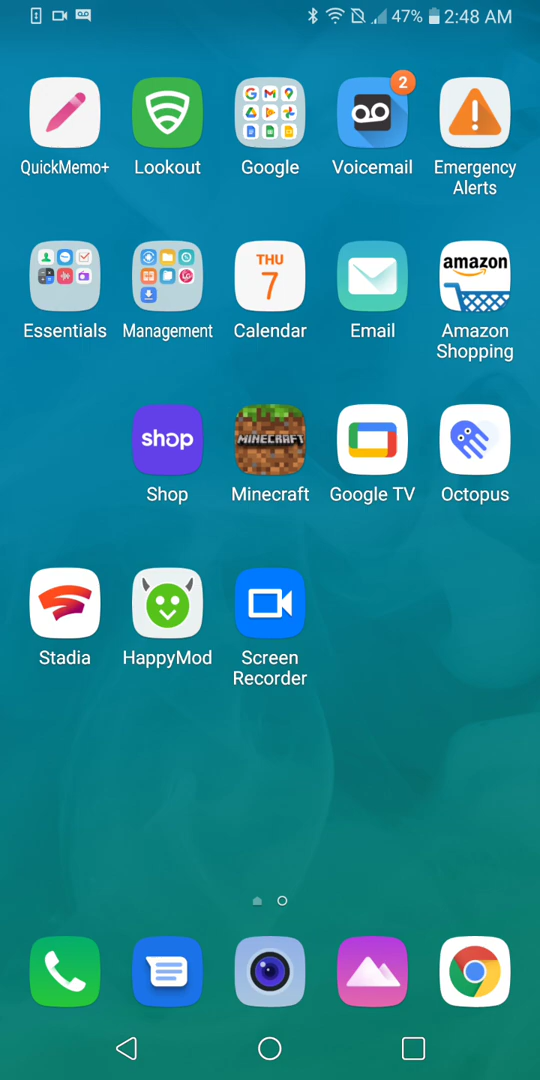 47% 2:48 AM
2
QuickMemo+ Lookout Google Voicemail Emergency Alerts
THU
7
amazon
Essentials Management Calendar Email Amazon Shopping
shop
MINECRAFT
Shop Minecraft Google TV Octopus
Stadia HappyMod Screen Recorder